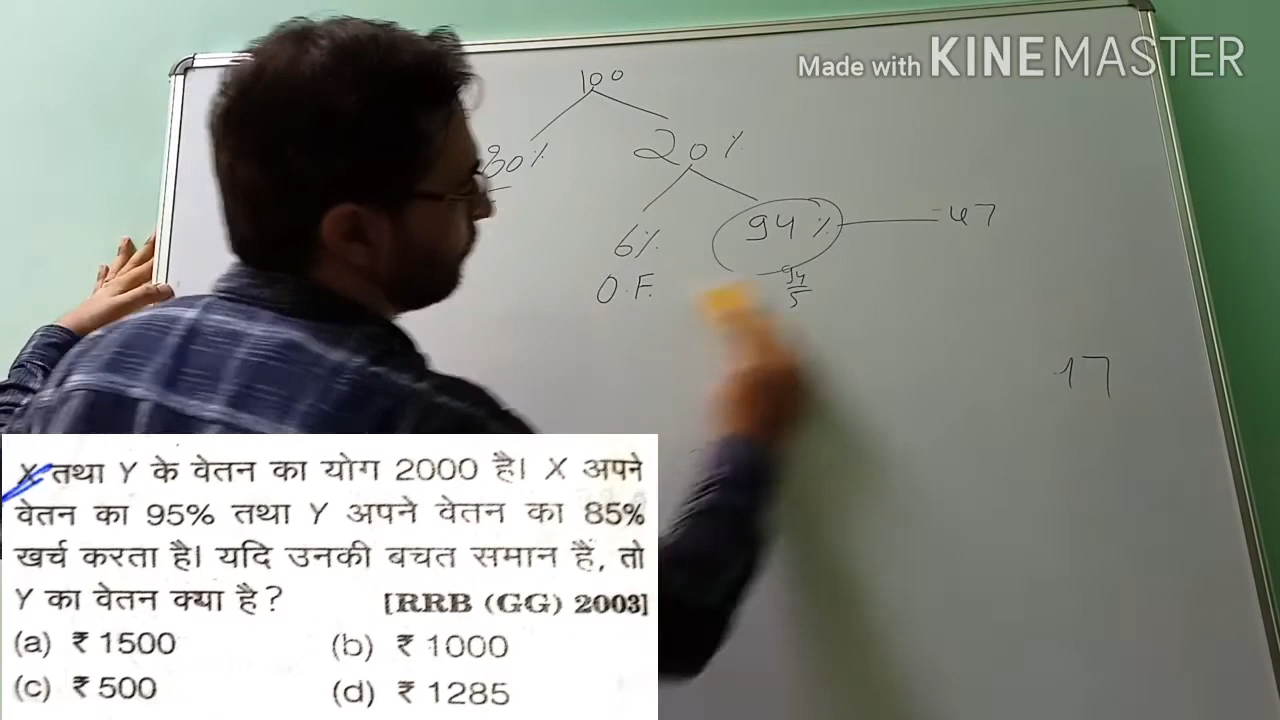 Made with KINEMASTER
100
80% 20%
6% 94% 47
O.F. 94/5
17
X तथा Y के वेतन का योग 2000 है। X अपने
वेतन का 95% तथा Y अपने वेतन का 85%
खर्च करता है। यदि उनकी बचत समान हैं, तो
Y का वेतन क्या है? [RRB (GG) 2003]
(a) ₹ 1500 (b) ₹ 1000
(c) ₹ 500 (d) ₹ 1285